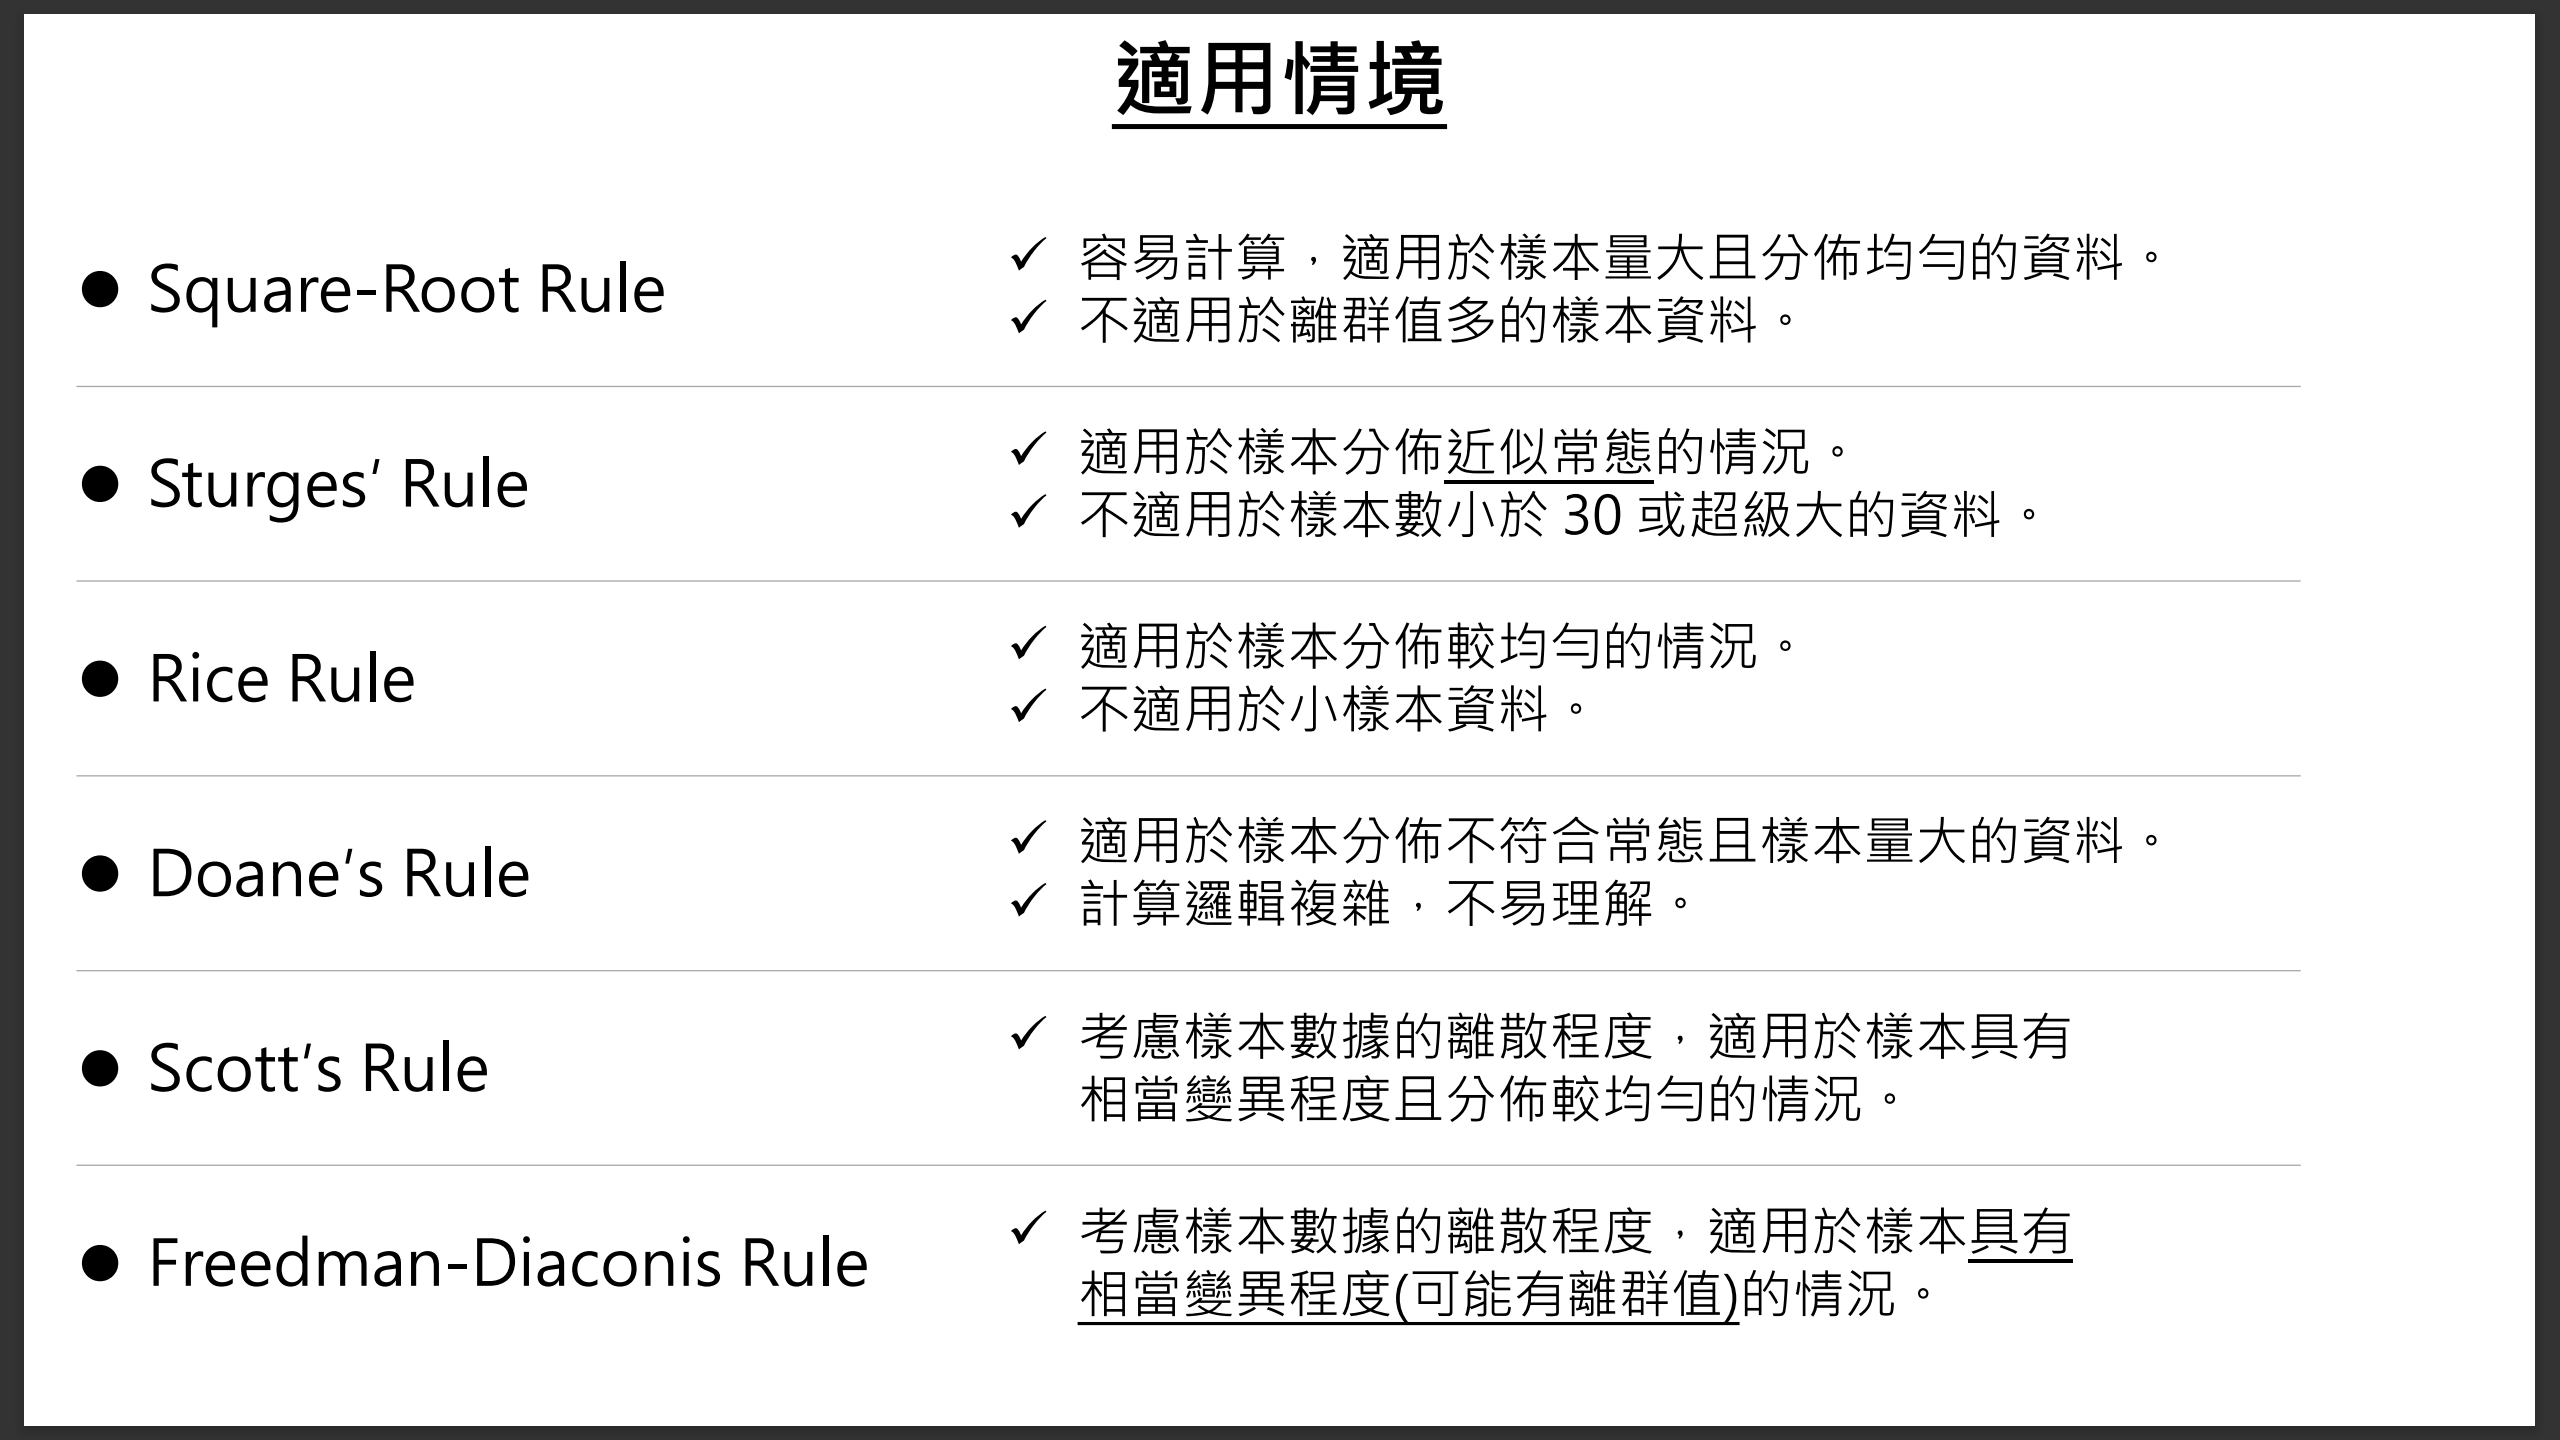 適用情境
● Square-Root Rule
✓ 容易計算，適用於樣本量大且分佈均勻的資料。
✓ 不適用於離群值多的樣本資料。
● Sturges‘ Rule
✓ 適用於樣本分佈近似常態的情況。
✓ 不適用於樣本數小於 30 或超級大的資料。
● Rice Rule
✓ 適用於樣本分佈較均勻的情況。
✓ 不適用於小樣本資料。
● Doane‘s Rule
✓ 適用於樣本分佈不符合常態且樣本量大的資料。
✓ 計算邏輯複雜，不易理解。
● Scott‘s Rule
✓ 考慮樣本數據的離散程度，適用於樣本具有
相當變異程度且分佈較均勻的情況。
● Freedman-Diaconis Rule
✓ 考慮樣本數據的離散程度，適用於樣本具有
相當變異程度(可能有離群值)的情況。